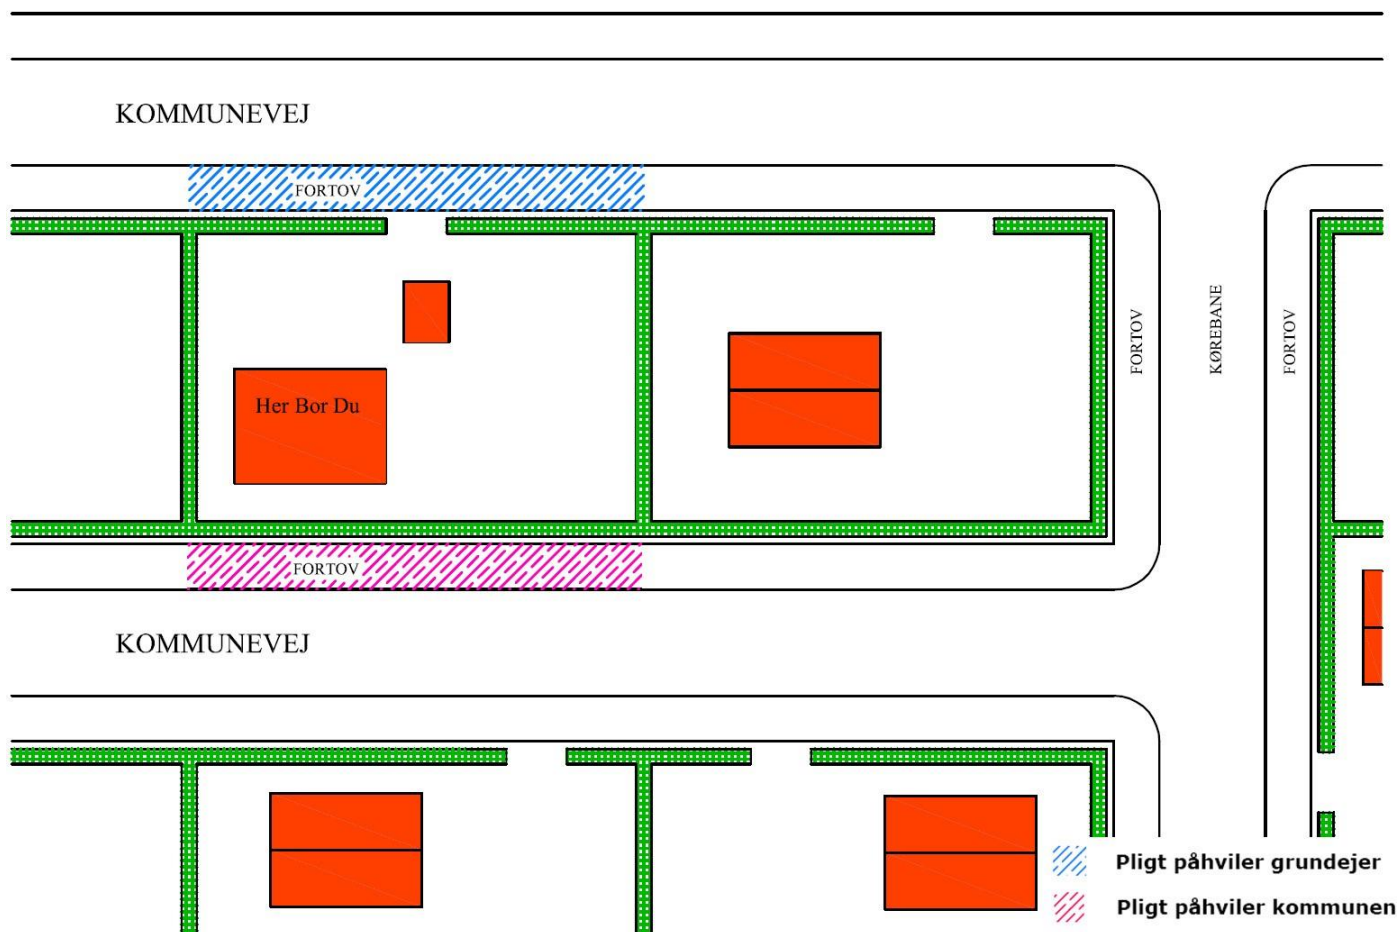 KOMMUNEVEJ
FORTOV
FORTOV
KØREBANE
FORTOV
Her Bor Du
FORTOV
KOMMUNEVEJ
Pligt påhviler grundejer
Pligt påhviler kommunen